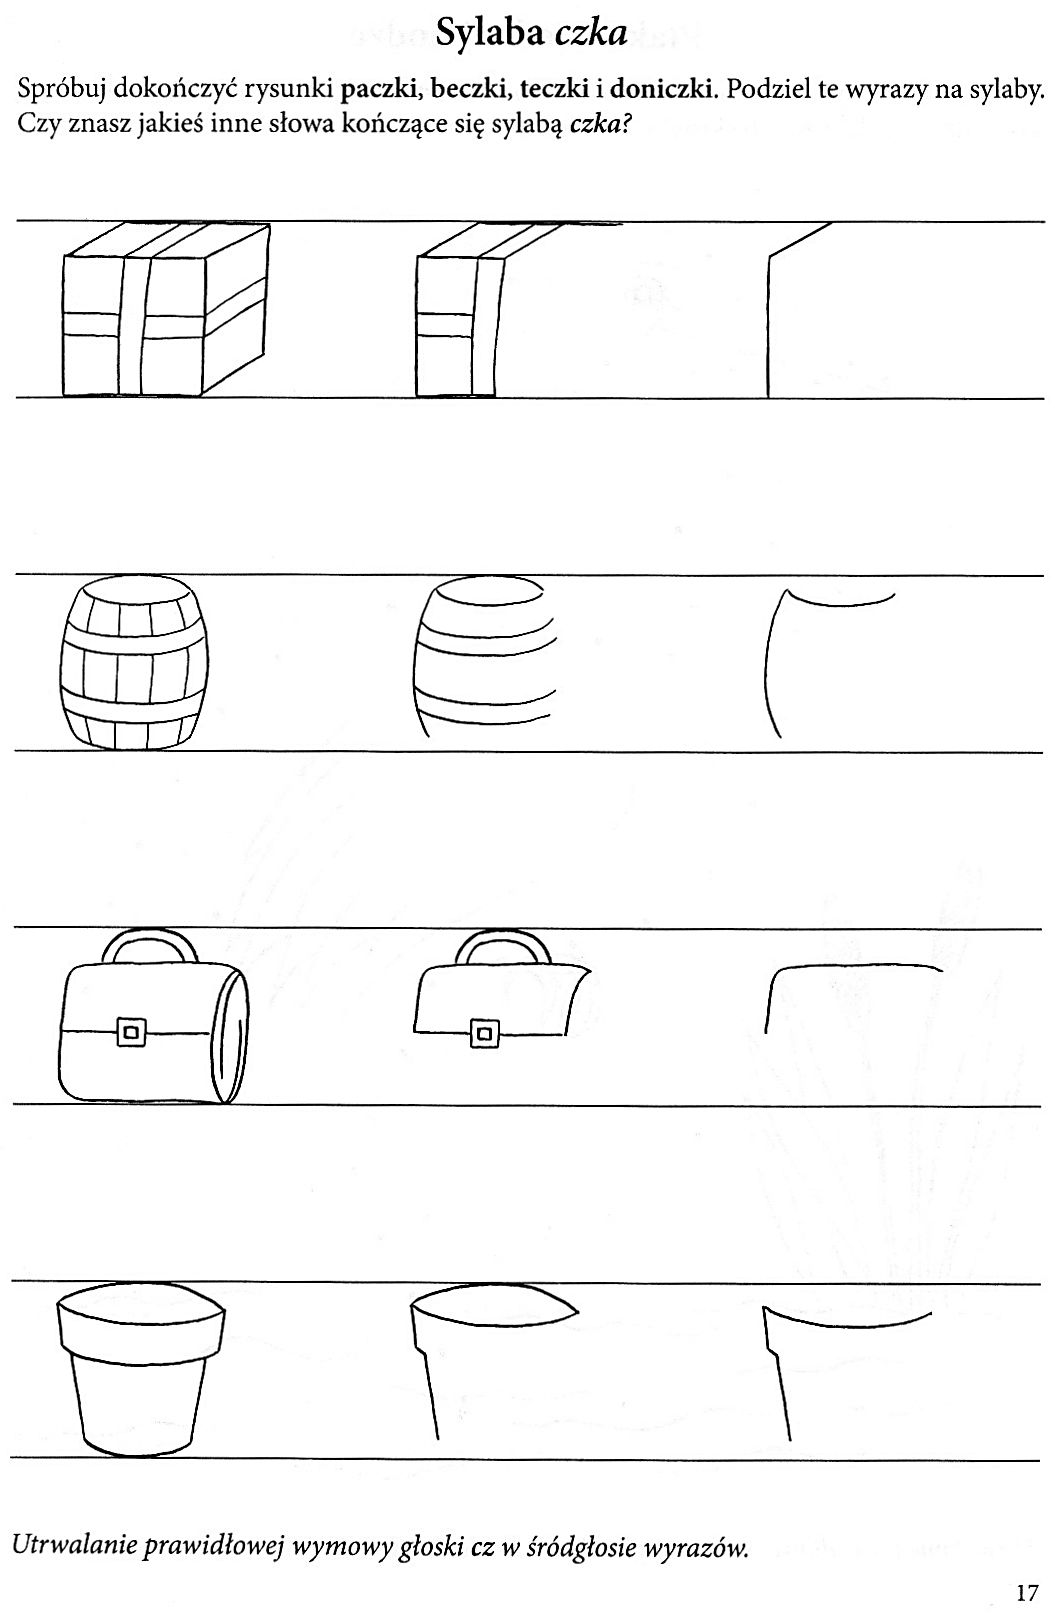 Sylaba czka
Spróbuj dokończyć rysunki paczki, beczki, teczki i doniczki. Podziel te wyrazy na sylaby.
Czy znasz jakieś inne słowa kończące się sylabą czka?
Utrwalanie prawidłowej wymowy głoski cz w śródgłosie wyrazów.
17